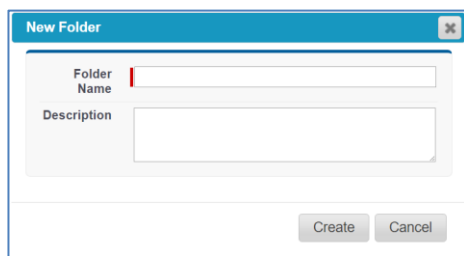 New Folder
Folder
Name
Description
Create Cancel